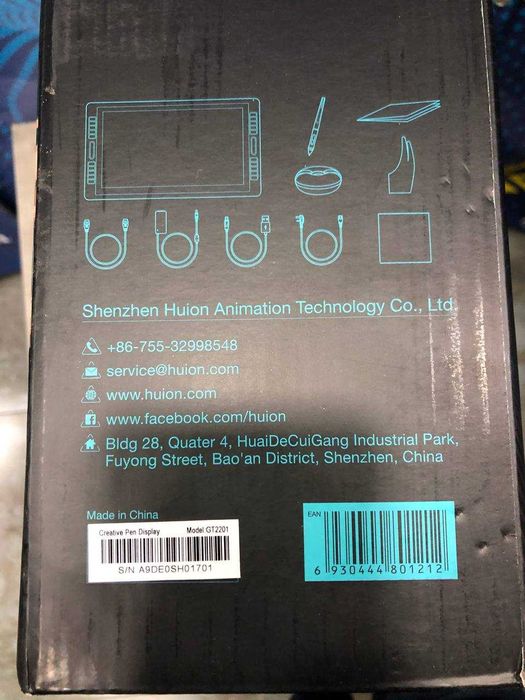 Shenzhen Huion Animation Technology Co., Ltd.
+86-755-32998548
service@huion.com
www.huion.com
www.facebook.com/huion
Bldg 28, Quater 4, HuaiDeCuiGang Industrial Park,
Fuyong Street, Bao'an District, Shenzhen, China
Made in China
Creative Pen Display Model GT2201
S/N A9DE0SH01701
EAN
6 930444 801212